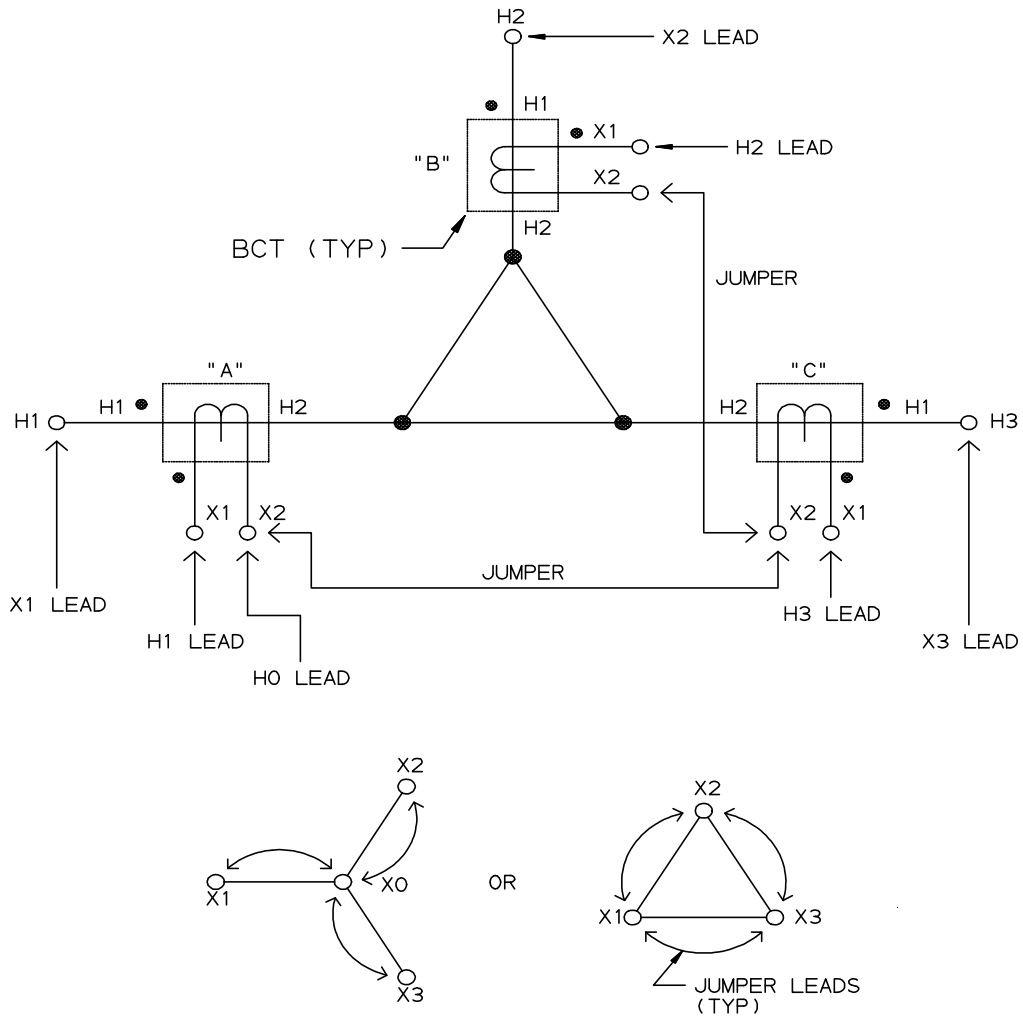 H2
X2 LEAD
H1
X1
"B"
H2 LEAD
X2
H2
BCT (TYP)
JUMPER
"A"
"C"
H1
H1
H2
H2
H1
H3
X1
X2
X2
X1
JUMPER
X1 LEAD
H3 LEAD
H1 LEAD
X3 LEAD
H0 LEAD
X2
X1
X0
X3
OR
X2
X1
X3
JUMPER LEADS
(TYP)